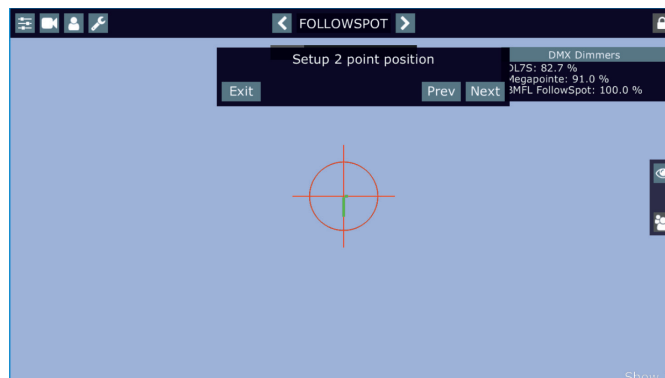 FOLLOWSPOT
Setup 2 point position
Exit
Prev
Next
DMX Dimmers
DL7S: 82.7 %
Megapointe: 91.0 %
BMFL FollowSpot: 100.0 %
Show